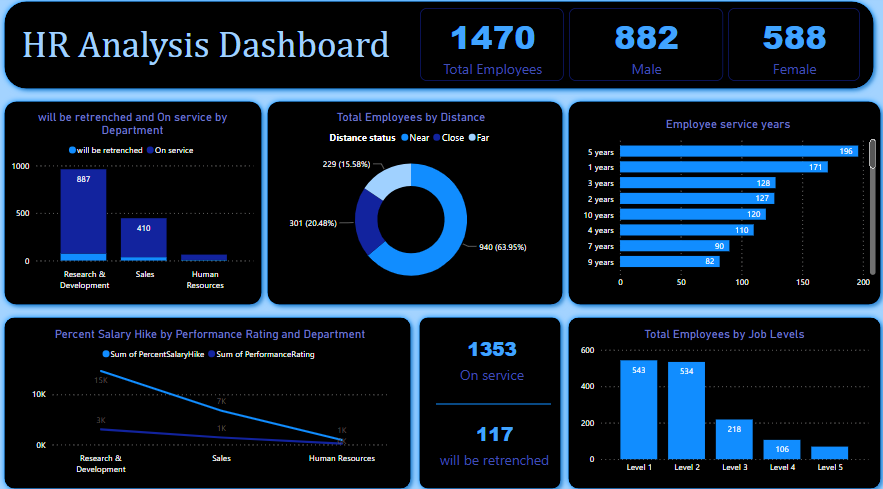 HR Analysis Dashboard
1470
Total Employees
882
Male
588
Female
will be retrenched and On service by
Department
will be retrenched On service
1000
500
0
887
410
Research &
Development
Sales
Human
Resources
Total Employees by Distance
Distance status Near Close Far
229 (15.58%)
301 (20.48%)
940 (63.95%)
Employee service years
5 years 196
1 years 171
3 years 128
2 years 127
10 years 120
4 years 110
7 years 90
9 years 82
0 50 100 150 200
Percent Salary Hike by Performance Rating and Department
Sum of PercentSalaryHike Sum of PerformanceRating
10K
0K
15K
7K
1K
3K
1K
Research &
Development
Sales
Human Resources
1353
On service
117
will be retrenched
Total Employees by Job Levels
600
400
200
0
543
534
218
106
Level 1 Level 2 Level 3 Level 4 Level 5